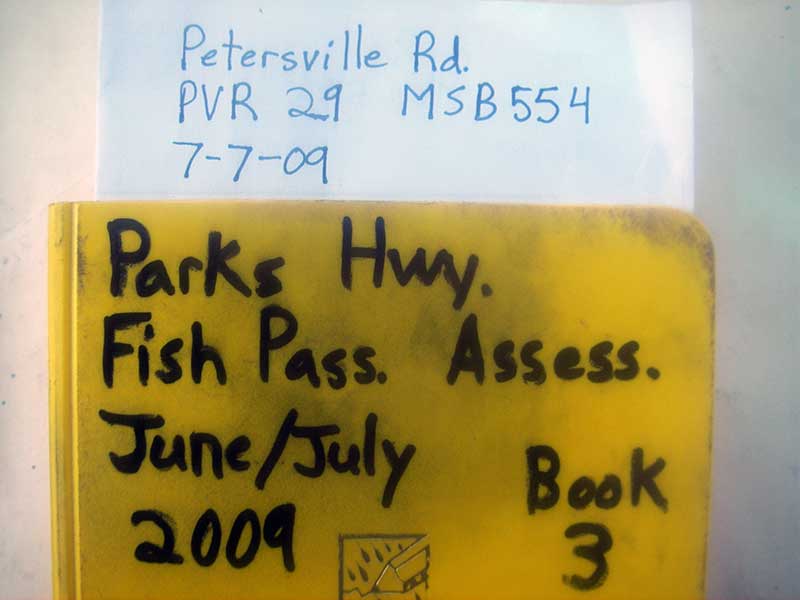 Petersville Rd.
PVR 29 MSB554
7-7-09
Parks Hwy.
Fish Pass. Assess.
June/July
2009
Book
3